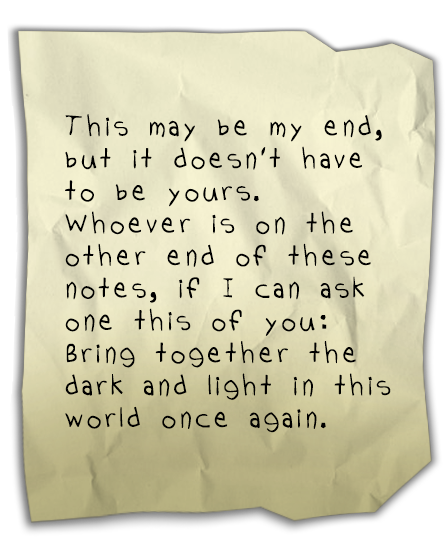 This may be my end,
but it doesn't have
to be yours.
Whoever is on the
other end of these
notes, if I can ask
one this of you:
Bring together the
dark and light in this
world once again.